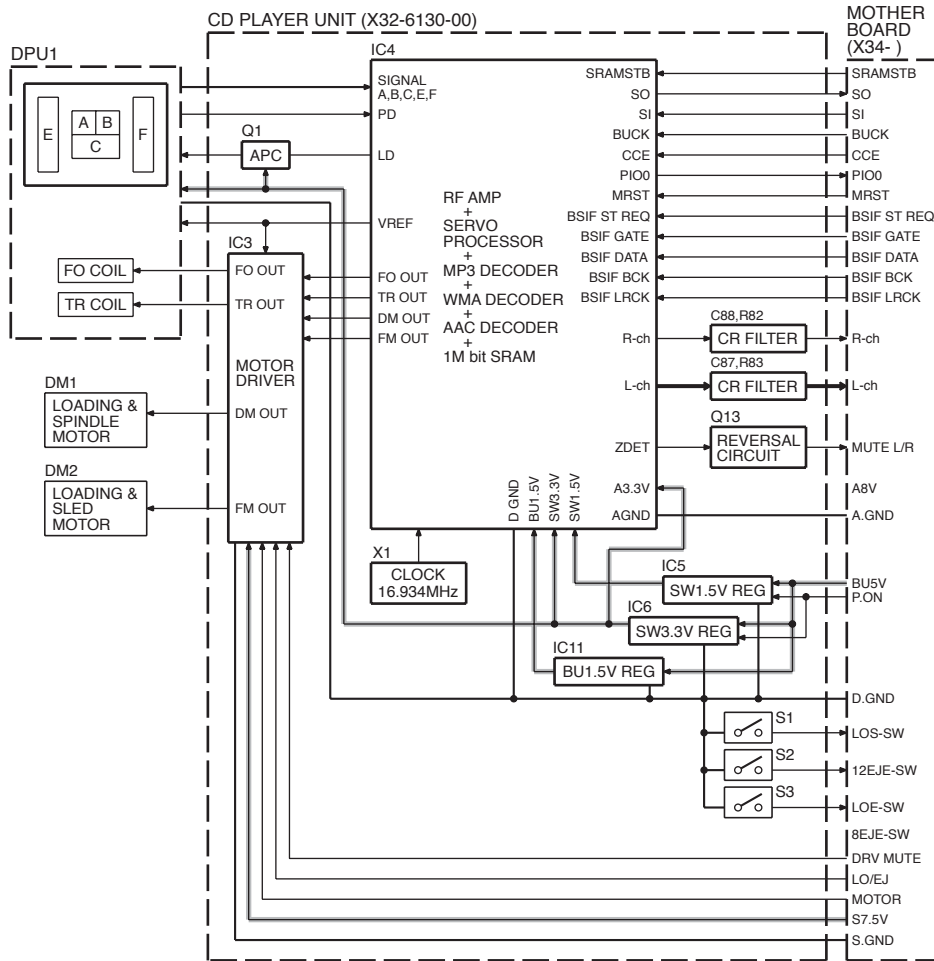 CD PLAYER UNIT (X32-6130-00)
MOTHER
BOARD
(X34- )
DPU1
E
A
B
C
F
FO COIL
TR COIL
DM1
LOADING &
SPINDLE
MOTOR
DM2
LOADING &
SLED
MOTOR
Q1
APC
IC3
FO OUT
TR OUT
MOTOR
DRIVER
DM OUT
FM OUT
IC4
SIGNAL
A,B,C,E,F
PD
LD
VREF
FO OUT
TR OUT
DM OUT
FM OUT
RF AMP
+
SERVO
PROCESSOR
+
MP3 DECODER
+
WMA DECODER
+
AAC DECODER
+
1M bit SRAM
SRAMSTB
SO
SI
BUCK
CCE
PIO0
MRST
BSIF ST REQ
BSIF GATE
BSIF DATA
BSIF BCK
BSIF LRCK
R-ch
L-ch
ZDET
A3.3V
AGND
D GND
BU1.5V
SW3.3V
SW1.5V
C88,R82
CR FILTER
C87,R83
CR FILTER
Q13
REVERSAL
CIRCUIT
X1
CLOCK
16.934MHz
IC5
SW1.5V REG
IC6
SW3.3V REG
IC11
BU1.5V REG
S1
S2
S3
SRAMSTB
SO
SI
BUCK
CCE
PIO0
MRST
BSIF ST REQ
BSIF GATE
BSIF DATA
BSIF BCK
BSIF LRCK
R-ch
L-ch
MUTE L/R
A8V
A.GND
BU5V
P.ON
D.GND
LOS-SW
12EJE-SW
LOE-SW
8EJE-SW
DRV MUTE
LO/EJ
MOTOR
S7.5V
S.GND